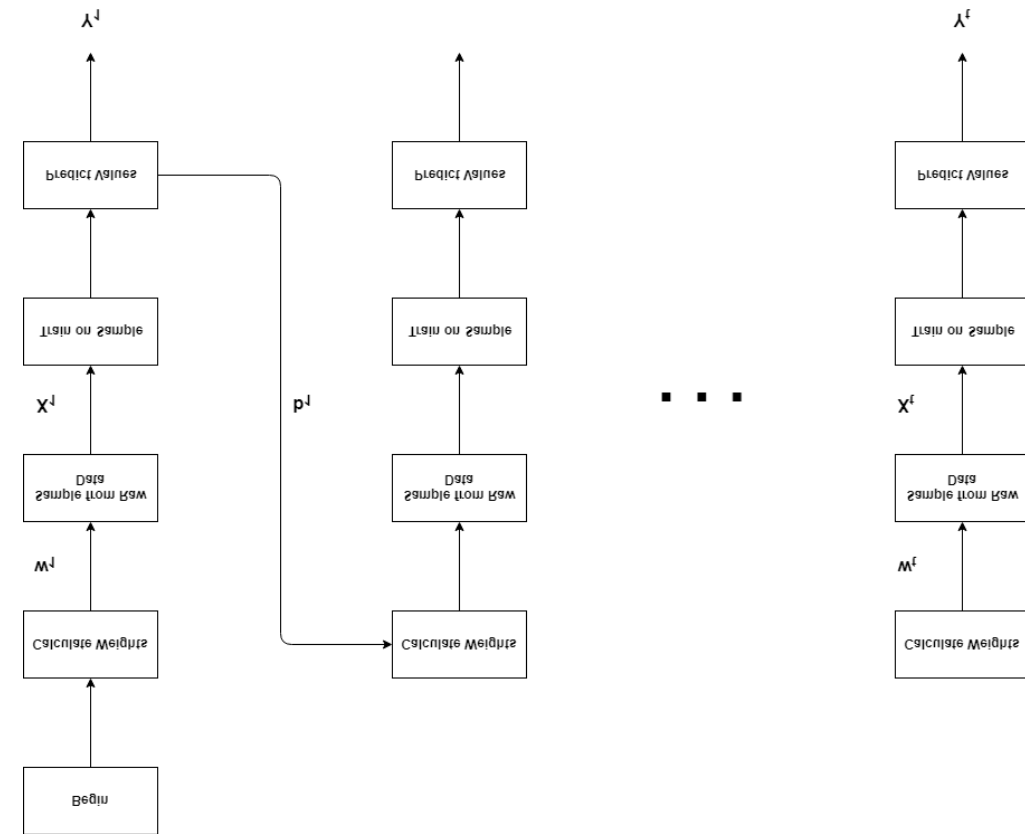 Begin
Calculate Weights
w1
Sample from Raw
Data
X1
Train on Sample
Predict Values
Y1
p1
Calculate Weights
Sample from Raw
Data
Train on Sample
Predict Values
Calculate Weights
wt
Sample from Raw
Data
Xt
Train on Sample
Predict Values
Yt